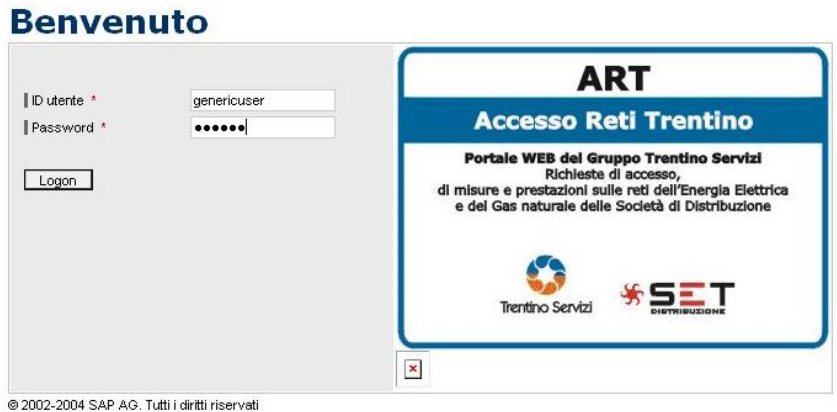 Benvenuto
ID utente *
genericuser
Password *
••••••
Logon
ART
Accesso Reti Trentino
Portale WEB del Gruppo Trentino Servizi
Richieste di accesso,
di misure e prestazioni sulle reti dell'Energia Elettrica
e del Gas naturale delle Società di Distribuzione
Trentino Servizi
SET
DISTRIBUZIONE
© 2002-2004 SAP AG. Tutti i diritti riservati